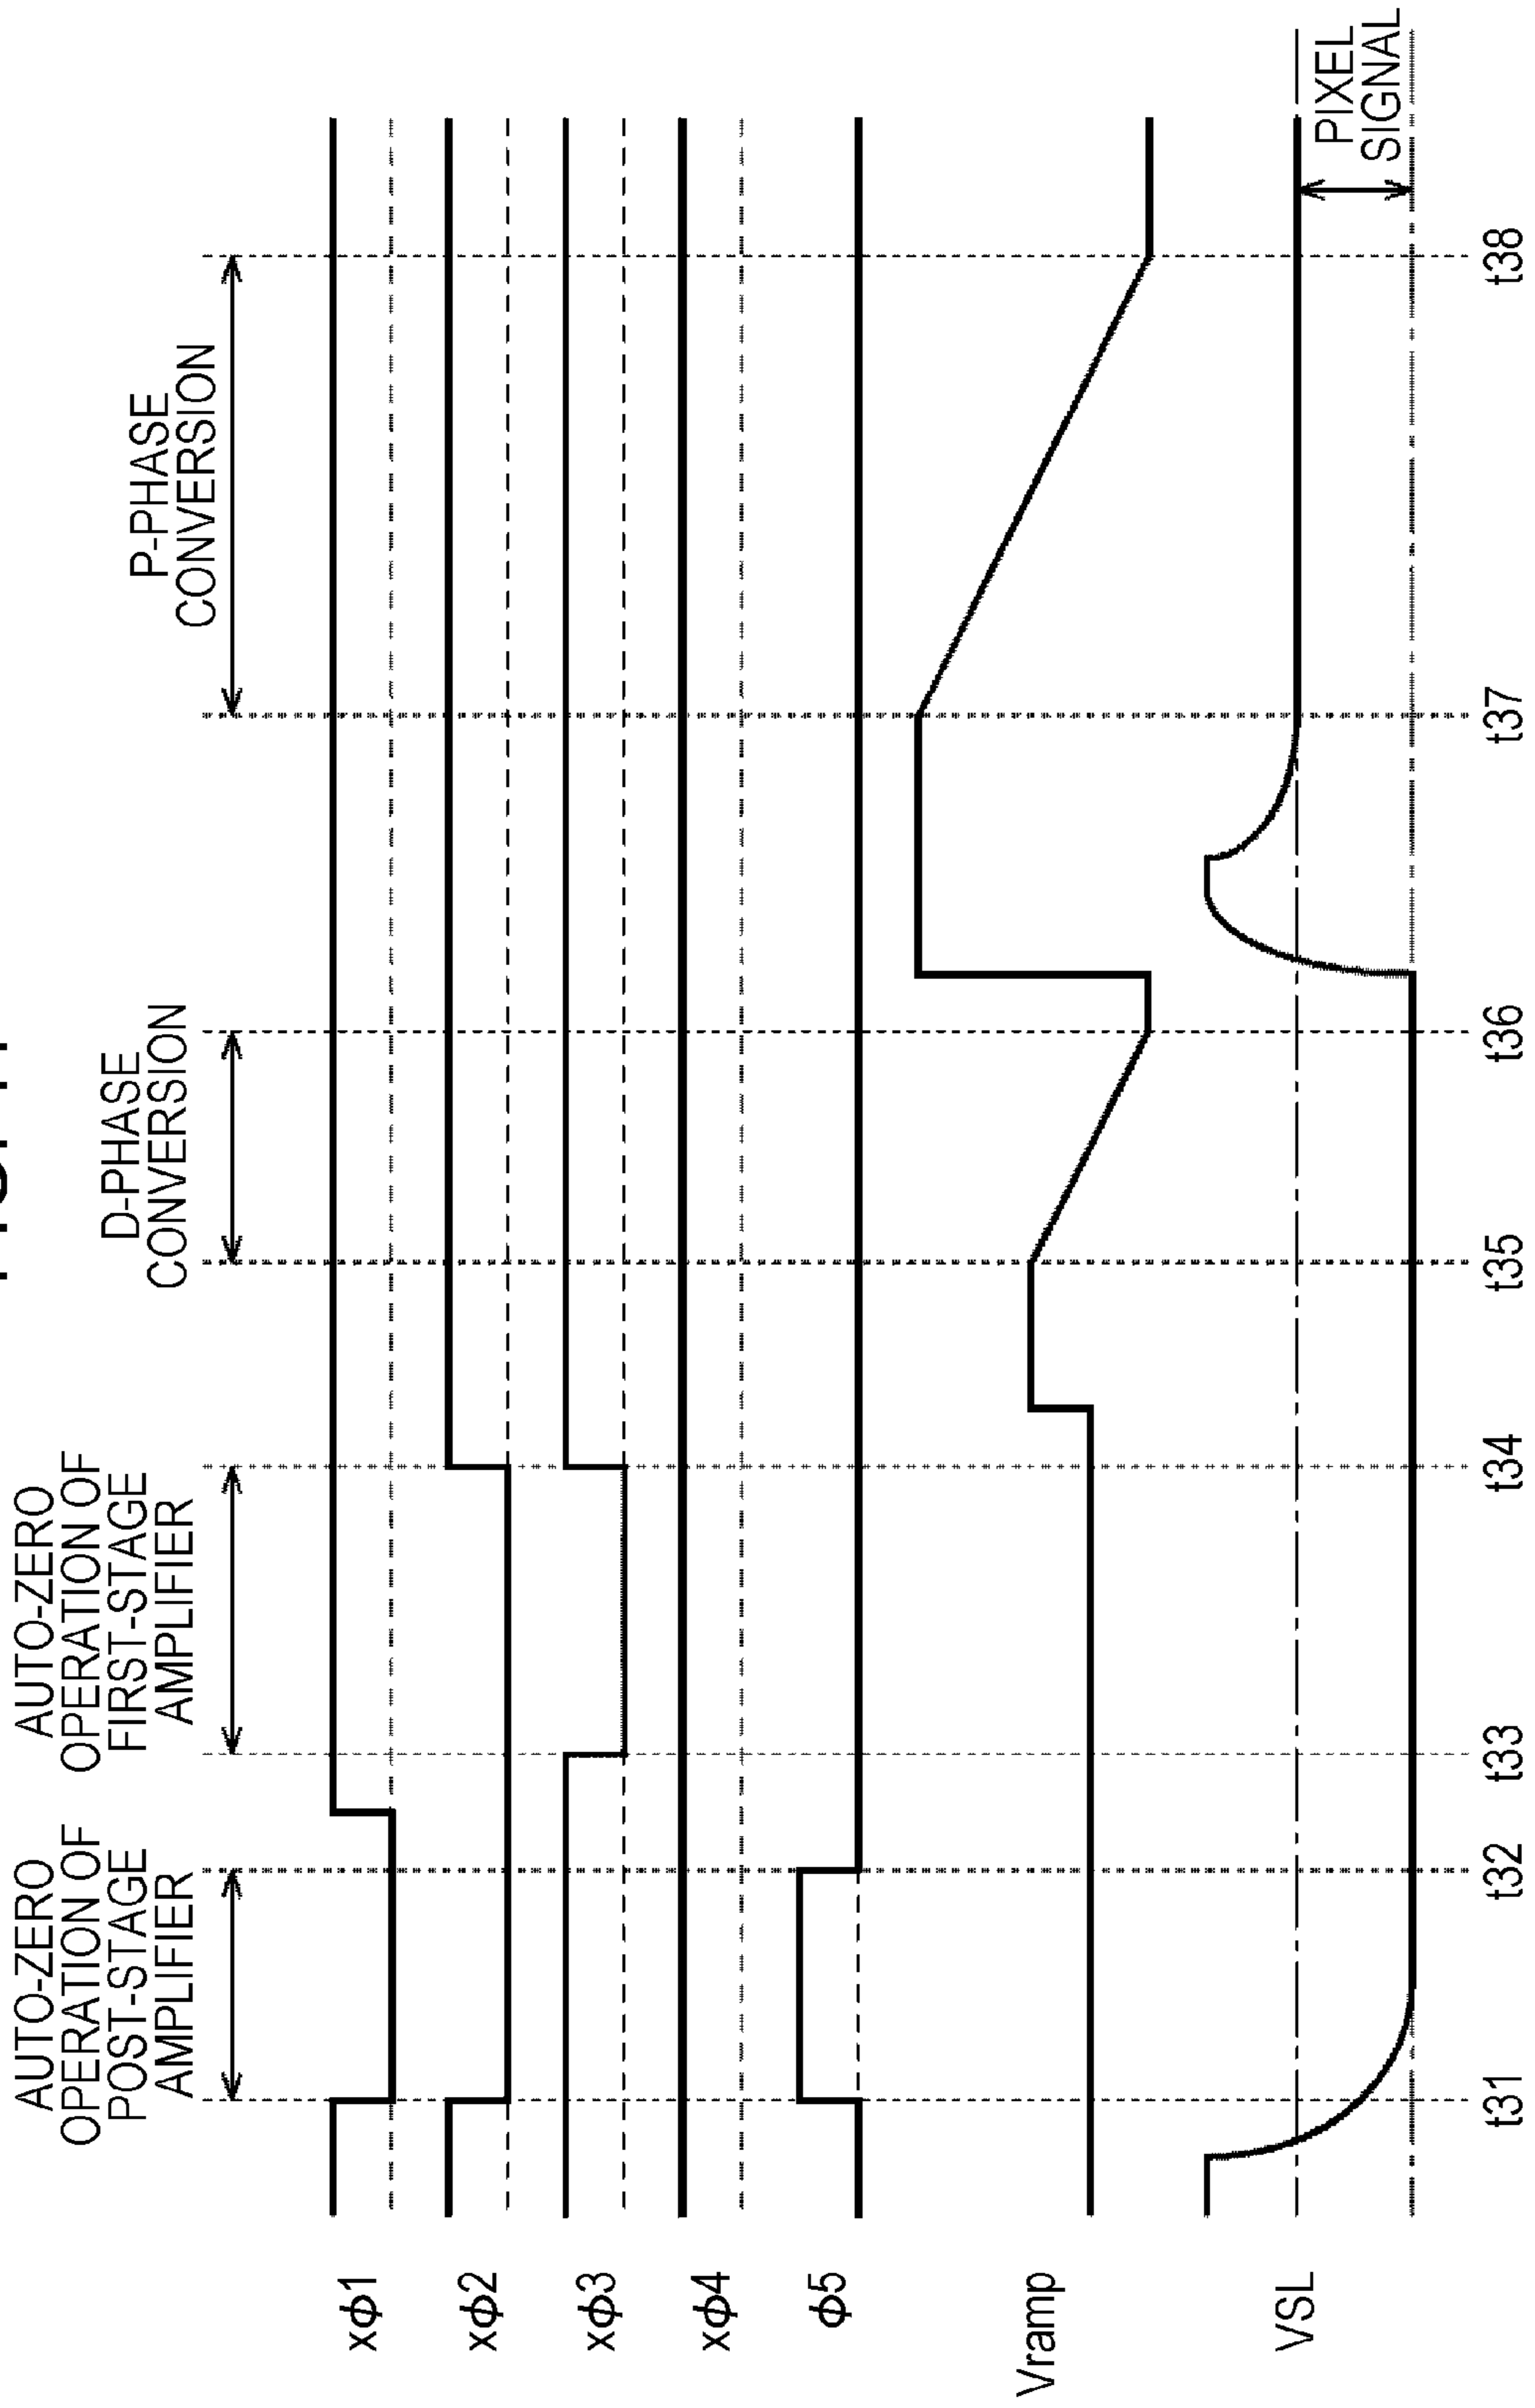 AUTO-ZERO
OPERATION OF
POST-STAGE
AMPLIFIER
AUTO-ZERO
OPERATION OF
FIRST-STAGE
AMPLIFIER
D-PHASE
CONVERSION
P-PHASE
CONVERSION
xϕ1
xϕ2
xϕ3
xϕ4
ϕ5
Vramp
VSL
PIXEL
SIGNAL
t31
t32
t33
t34
t35
t36
t37
t38